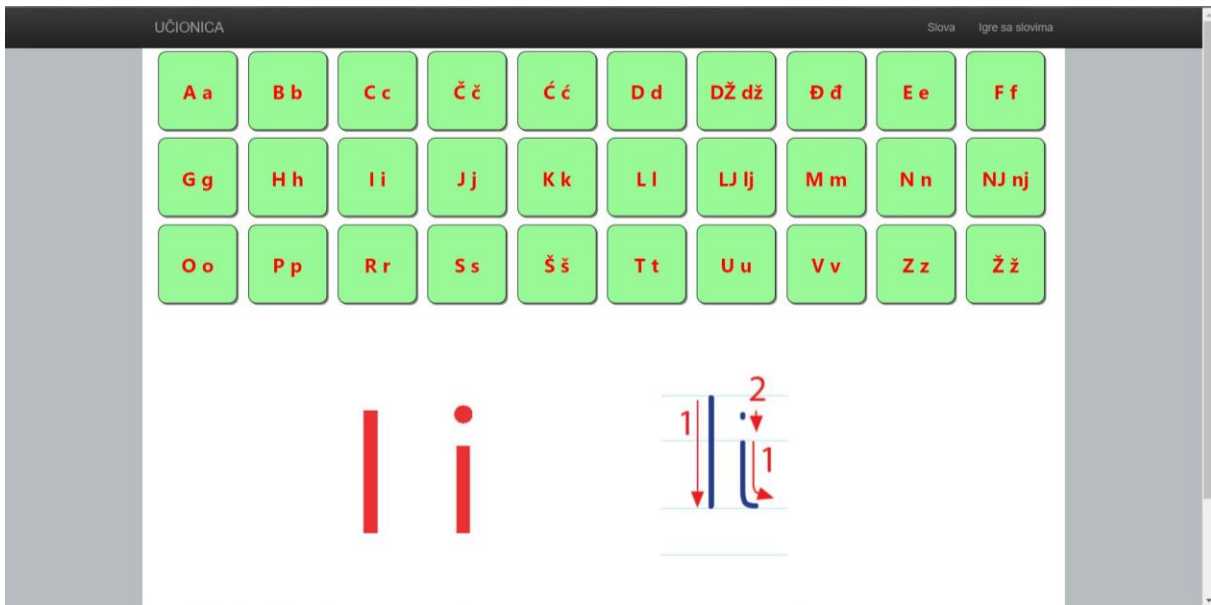 UČIONICA Slova Igre sa slovima
A a B b C c Č č Ć ć D d DŽ dž Đ đ E e F f
G g H h I i J j K k L l LJ lj M m N n NJ nj
O o P p R r S s Š š T t U u V v Z z Ž ž
I i
1 I i 2 1